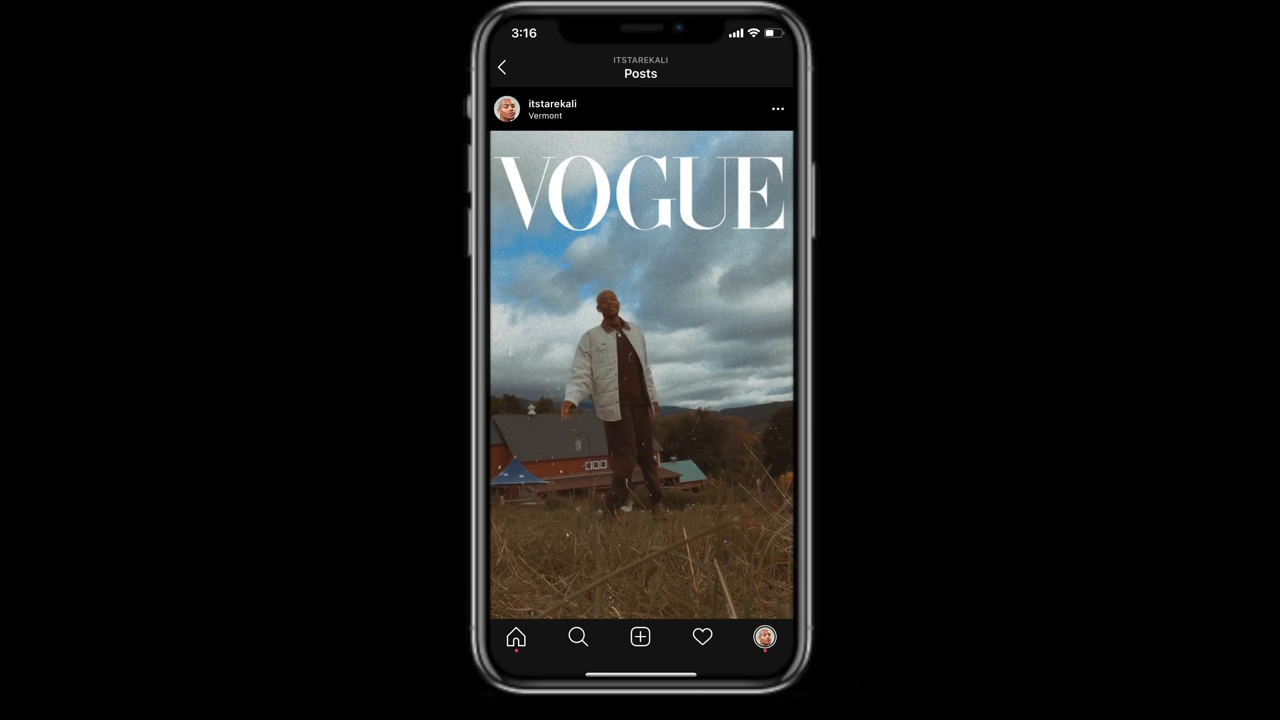 3:16
ITSTAREKALI
Posts
itstarekali
Vermont
VOGUE